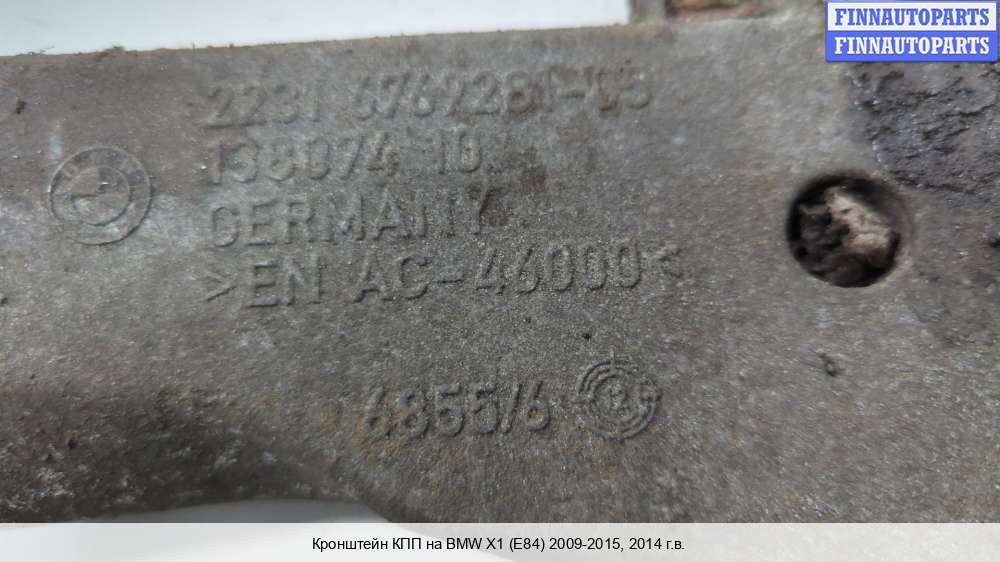 FINNAUTOPARTS
FINNAUTOPARTS
2231 6769281-05
138074 10
GERMANY
>EN AC-46000<
6855/6
Кронштейн КПП на BMW X1 (E84) 2009-2015, 2014 г.в.